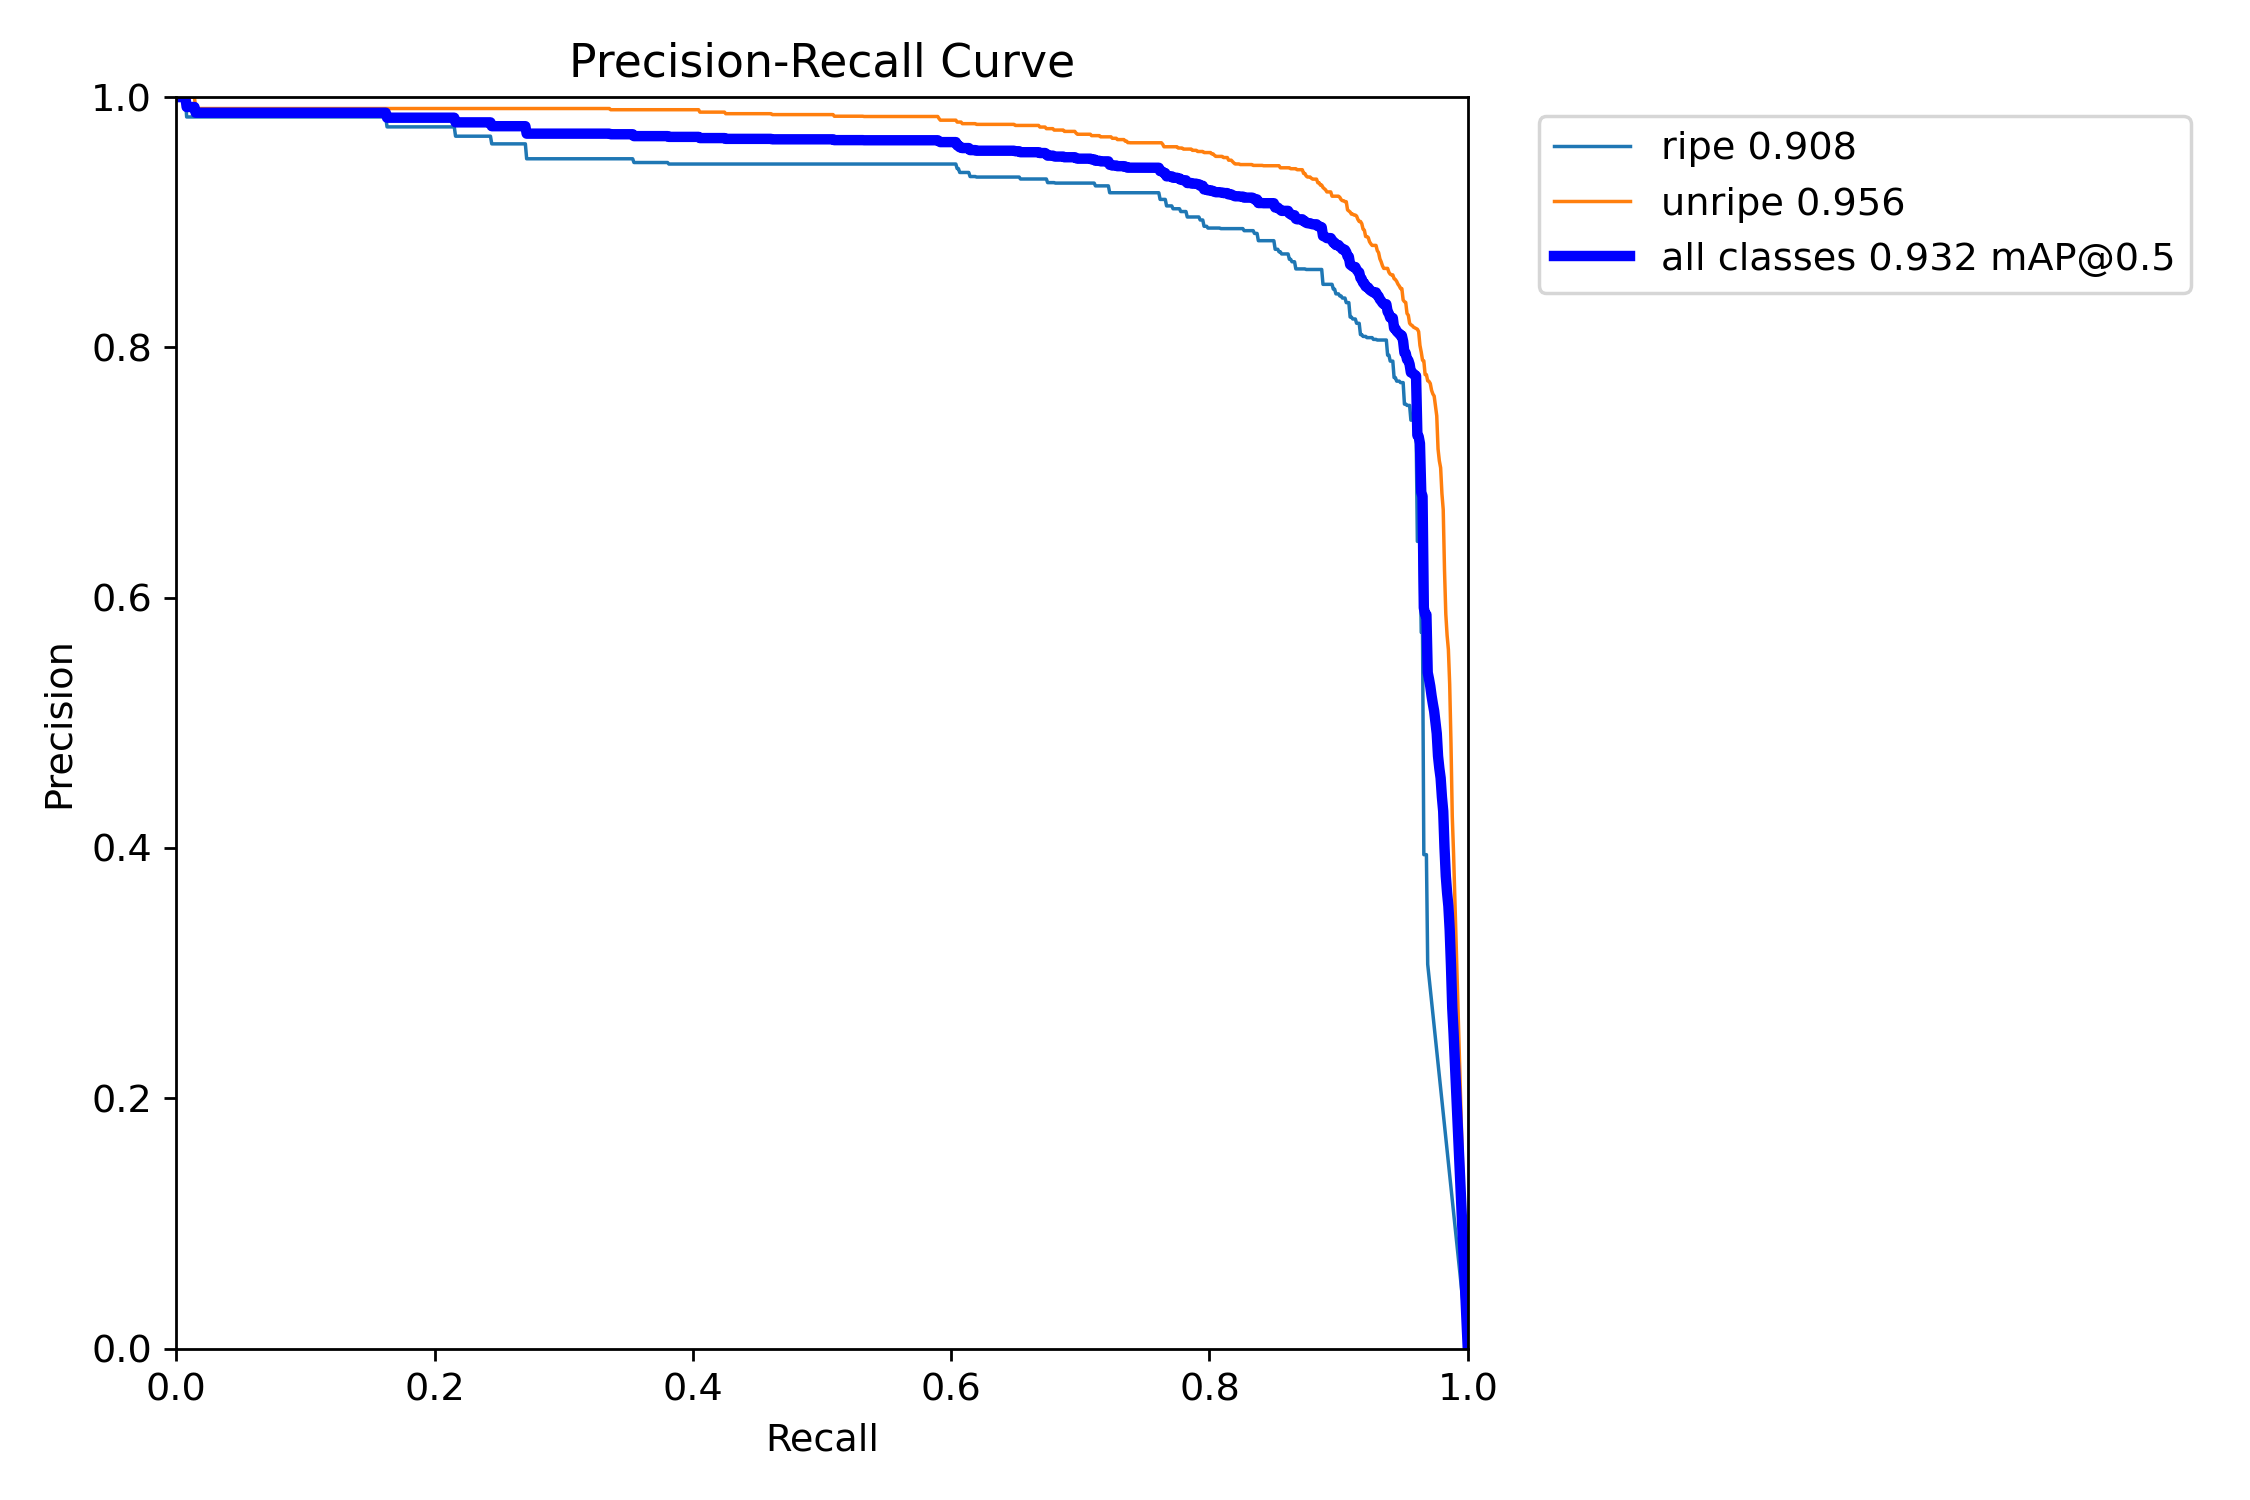 Precision-Recall Curve
ripe 0.908
unripe 0.956
all classes 0.932 mAP@0.5
Precision
1.0
0.8
0.6
0.4
0.2
0.0
0.0 0.2 0.4 0.6 0.8 1.0
Recall